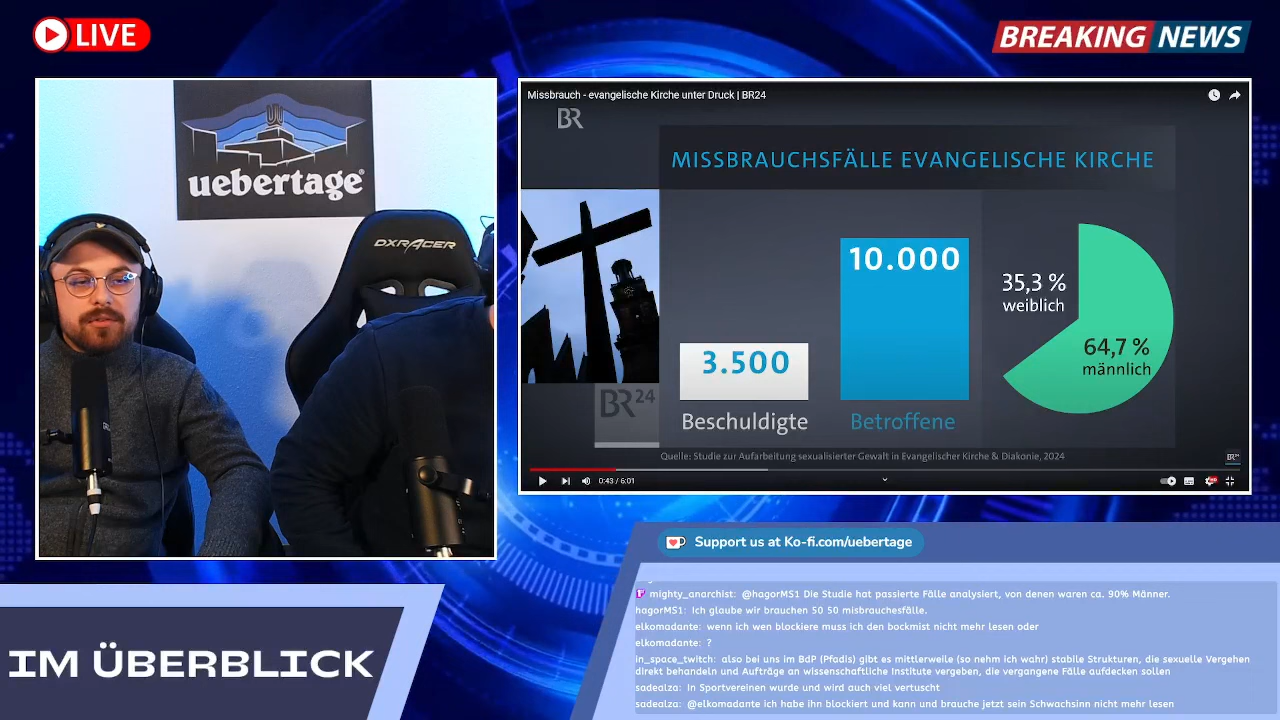 LIVE
BREAKING NEWS
uebertage
DXRACER
Missbrauch - evangelische Kirche unter Druck | BR24
BR
MISSBRAUCHSFÄLLE EVANGELISCHE KIRCHE
3.500
Beschuldigte
10.000
Betroffene
35,3 %
weiblich
64,7 %
männlich
BR24
Quelle: Studie zur Aufarbeitung sexualisierter Gewalt in Evangelischer Kirche & Diakonie, 2024
0:43 / 6:01
Support us at Ko-fi.com/uebertage
mighty_anarchist: @hagorMS1 Die Studie hat passierte Fälle analysiert, von denen waren ca. 90% Männer.
hagorMS1: Ich glaube wir brauchen 50 50 misbrauchesfälle.
elkomadante: wenn ich wen blockiere muss ich den bockmist nicht mehr lesen oder
elkomadante: ?
in_space_twitch: also bei uns im BdP (Pfadis) gibt es mittlerweile (so nehm ich wahr) stabile Strukturen, die sexuelle Vergehen
direkt behandeln und Aufträge an wissenschaftliche Institute vergeben, die vergangene Fälle aufdecken sollen
sadealza: In Sportvereinen wurde und wird auch viel vertuscht
sadealza: @elkomadante ich habe ihn blockiert und kann und brauche jetzt sein Schwachsinn nicht mehr lesen
IM ÜBERBLICK